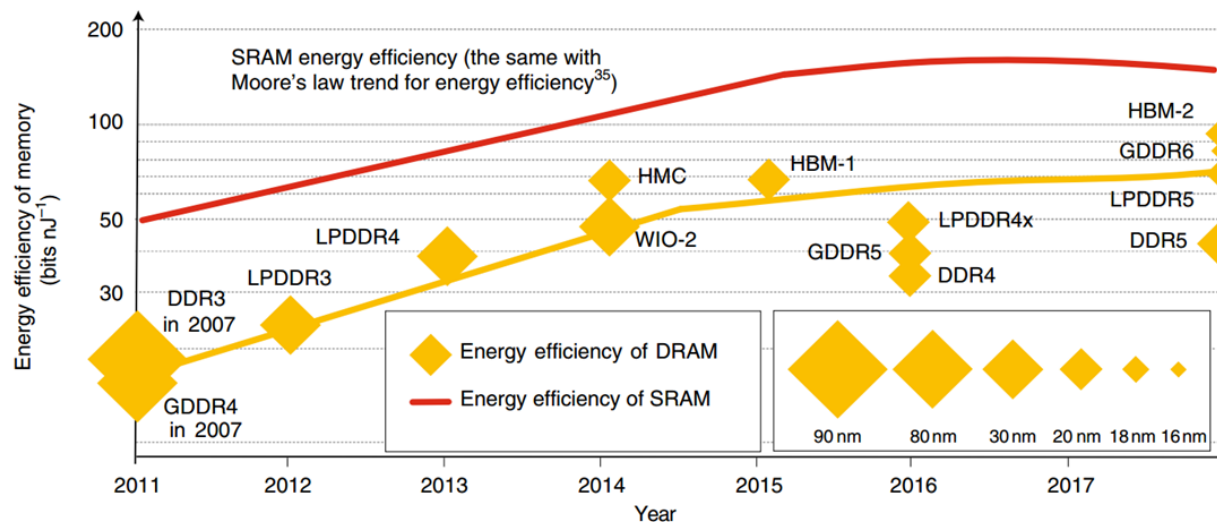 200
100
50
30
Energy efficiency of memory
(bits nJ⁻¹)
SRAM energy efficiency (the same with
Moore's law trend for energy efficiency³⁵)
HBM-2
GDDR6
HMC
HBM-1
LPDDR5
LPDDR4
WIO-2
LPDDR4x
GDDR5
DDR5
DDR4
LPDDR3
DDR3
in 2007
GDDR4
in 2007
Energy efficiency of DRAM
Energy efficiency of SRAM
90 nm 80 nm 30 nm 20 nm 18 nm 16 nm
2011 2012 2013 2014 2015 2016 2017
Year